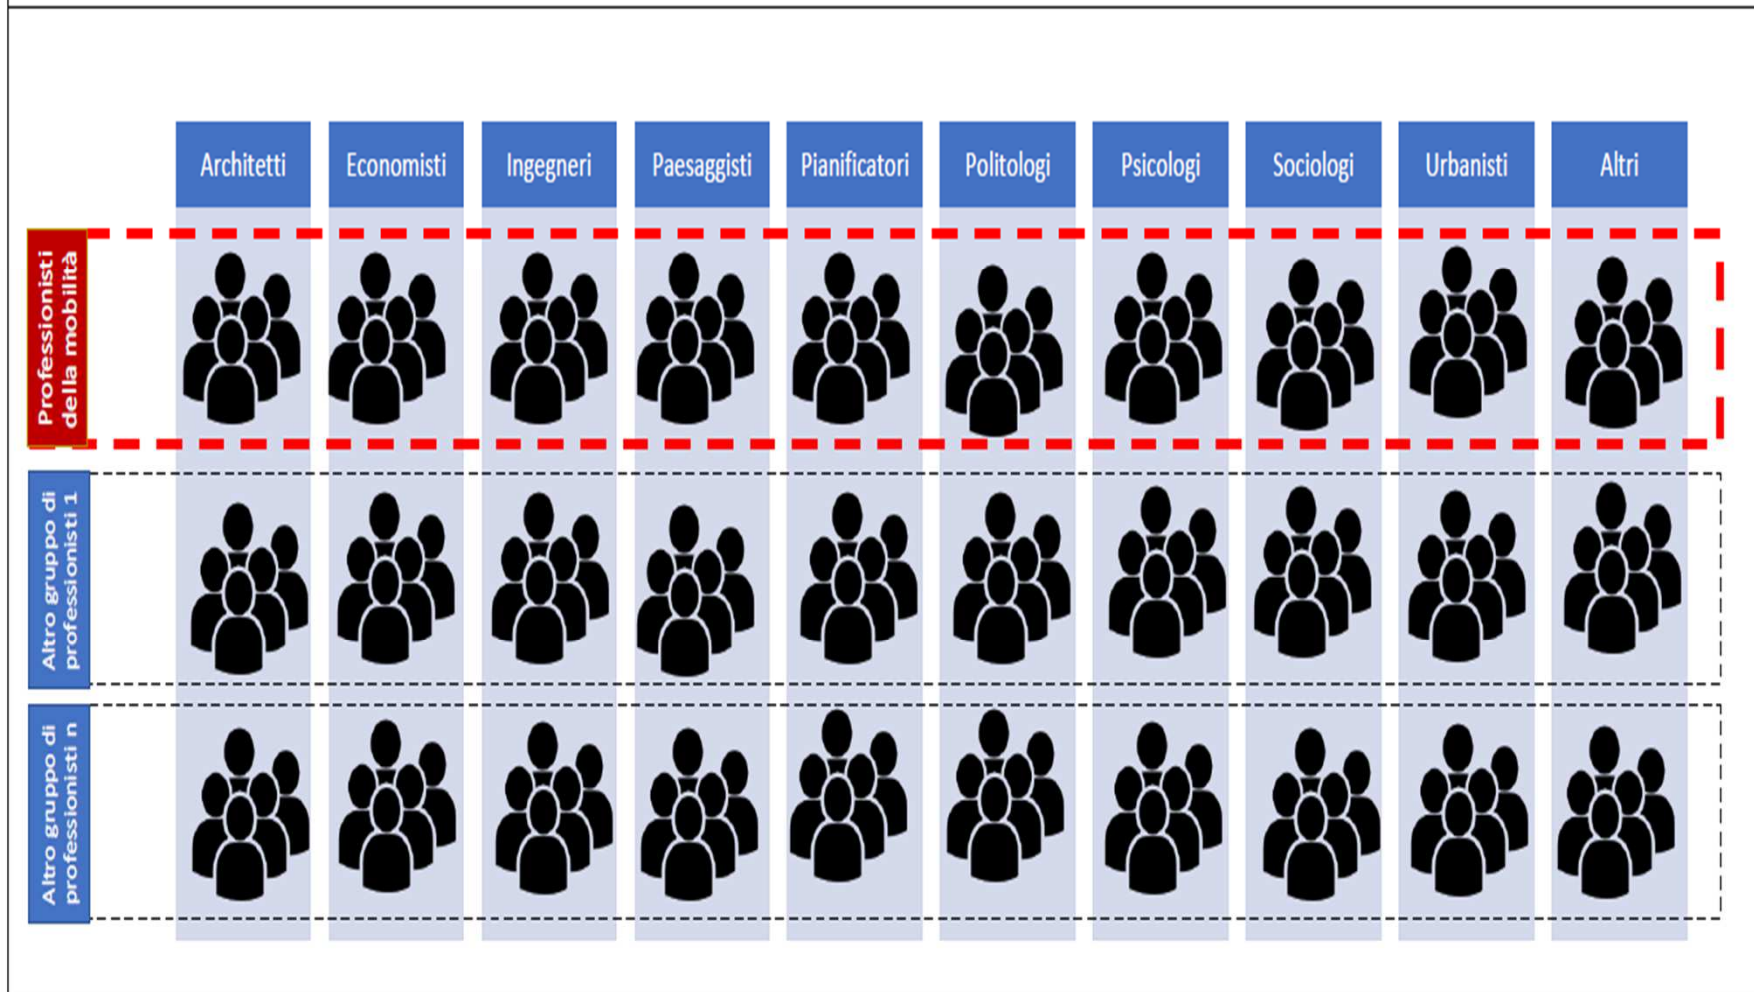 Architetti
Economisti
Ingegneri
Paesaggisti
Pianificatori
Politologi
Psicologi
Sociologi
Urbanisti
Altri
Professionisti
della mobilità
Altro gruppo di
professionisti 1
Altro gruppo di
professionisti n